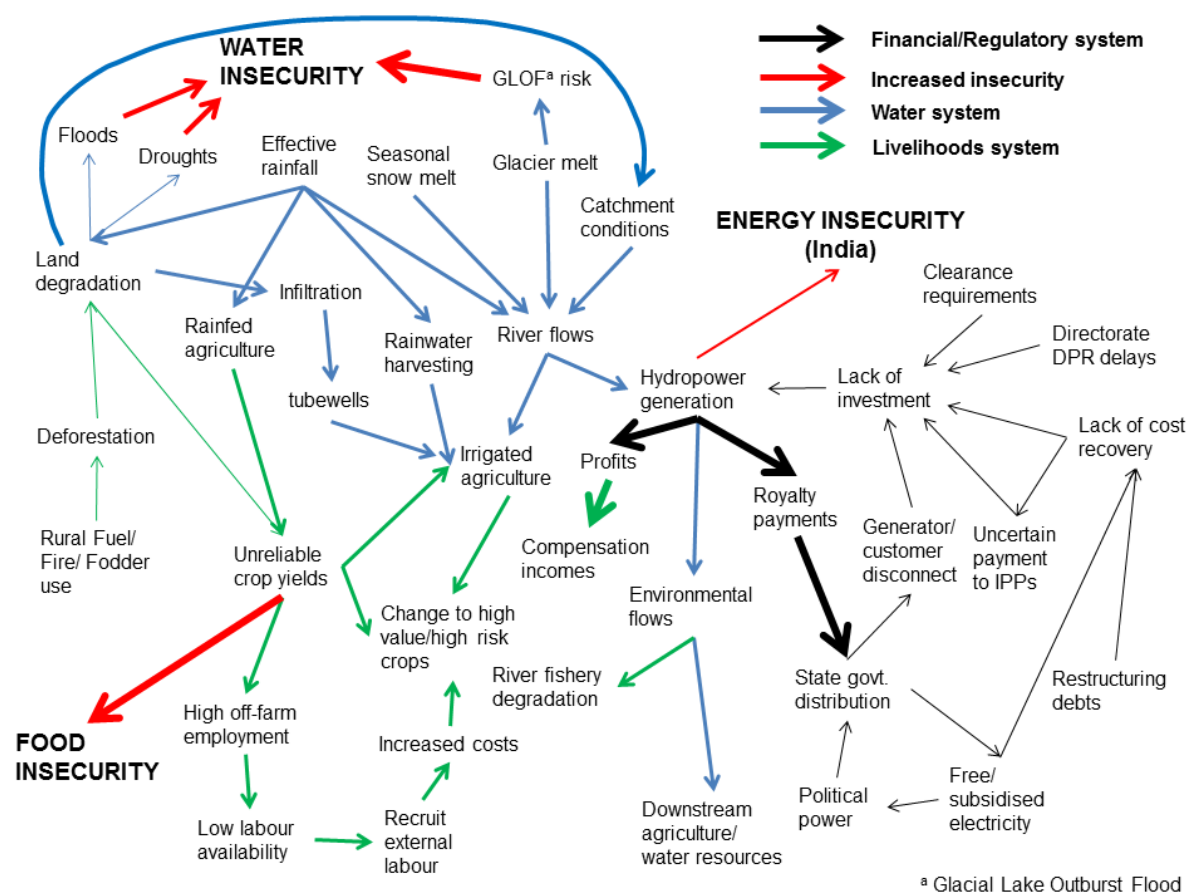 WATER
INSECURITY
GLOFª risk
Financial/Regulatory system
Increased insecurity
Water system
Livelihoods system
Floods
Droughts
Effective
rainfall
Seasonal
snow melt
Glacier melt
Catchment
conditions
ENERGY INSECURITY
(India)
Land
degradation
Infiltration
Clearance
requirements
Rainfed
agriculture
Rainwater
harvesting
River flows
Directorate
DPR delays
Hydropower
generation
Lack of
investment
tubewells
Deforestation
Irrigated
agriculture
Profits
Lack of cost
recovery
Royalty
payments
Rural Fuel/
Fire/ Fodder
use
Unreliable
crop yields
Compensation
incomes
Generator/
customer
disconnect
Uncertain
payment
to IPPs
Change to high
value/high risk
crops
Environmental
flows
River fishery
degradation
State govt.
distribution
Restructuring
debts
High off-farm
employment
FOOD
INSECURITY
Increased costs
Low labour
availability
Recruit
external
labour
Downstream
agriculture/
water resources
Political
power
Free/
subsidised
electricity
ª Glacial Lake Outburst Flood